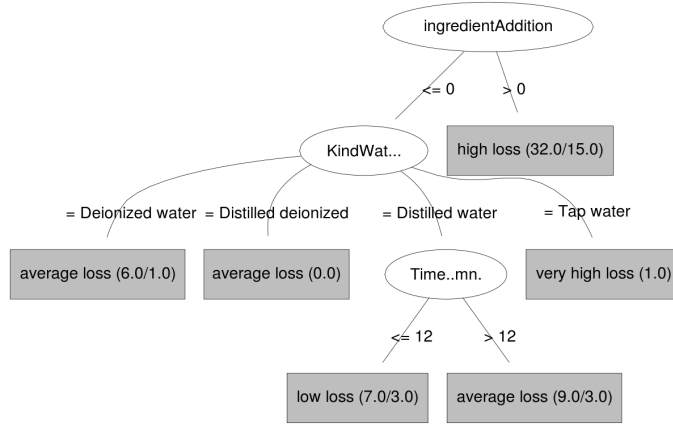 ingredientAddition
<= 0
> 0
KindWat...
high loss (32.0/15.0)
= Deionized water
= Distilled deionized
= Distilled water
= Tap water
average loss (6.0/1.0)
average loss (0.0)
Time..mn.
very high loss (1.0)
<= 12
> 12
low loss (7.0/3.0)
average loss (9.0/3.0)